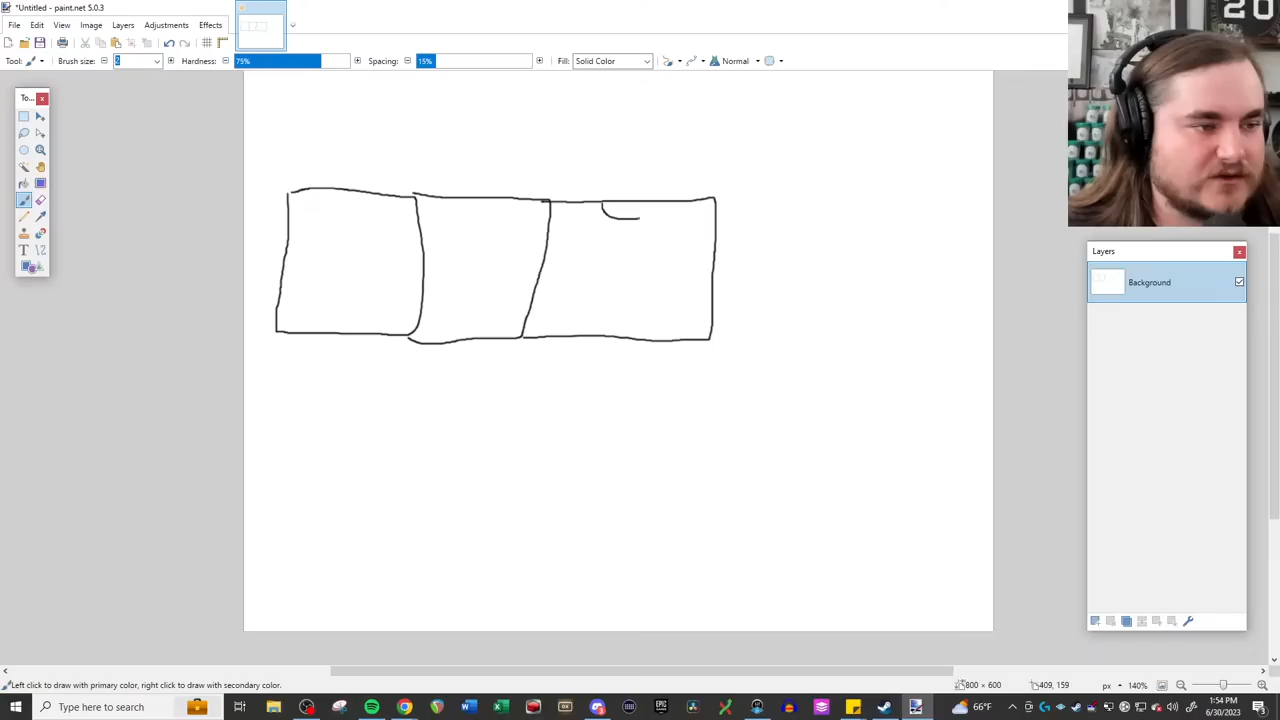 *Untitled - paint.net 5.0.3
File Edit View Image Layers Adjustments Effects
Tool: Brush size: 2 Hardness: 75% Spacing: 15% Fill: Solid Color Normal
To...
20
Layers
Background
Left click to draw with primary color, right click to draw with secondary color.
800 × 600 409, 159 px 140%
Type here to search
66°F
1:54 PM
6/30/2023